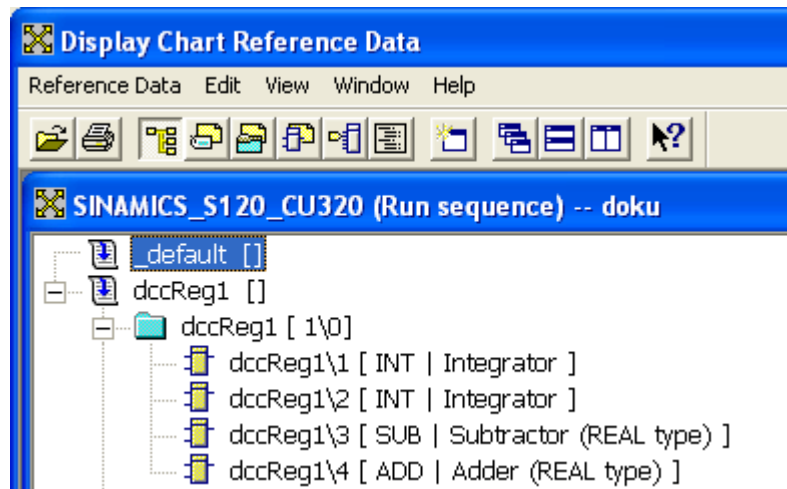 Display Chart Reference Data
Reference Data Edit View Window Help
SINAMICS_S120_CU320 (Run sequence) -- doku
_default []
dccReg1 []
dccReg1 [ 1\0]
dccReg1\1 [ INT | Integrator ]
dccReg1\2 [ INT | Integrator ]
dccReg1\3 [ SUB | Subtractor (REAL type) ]
dccReg1\4 [ ADD | Adder (REAL type) ]